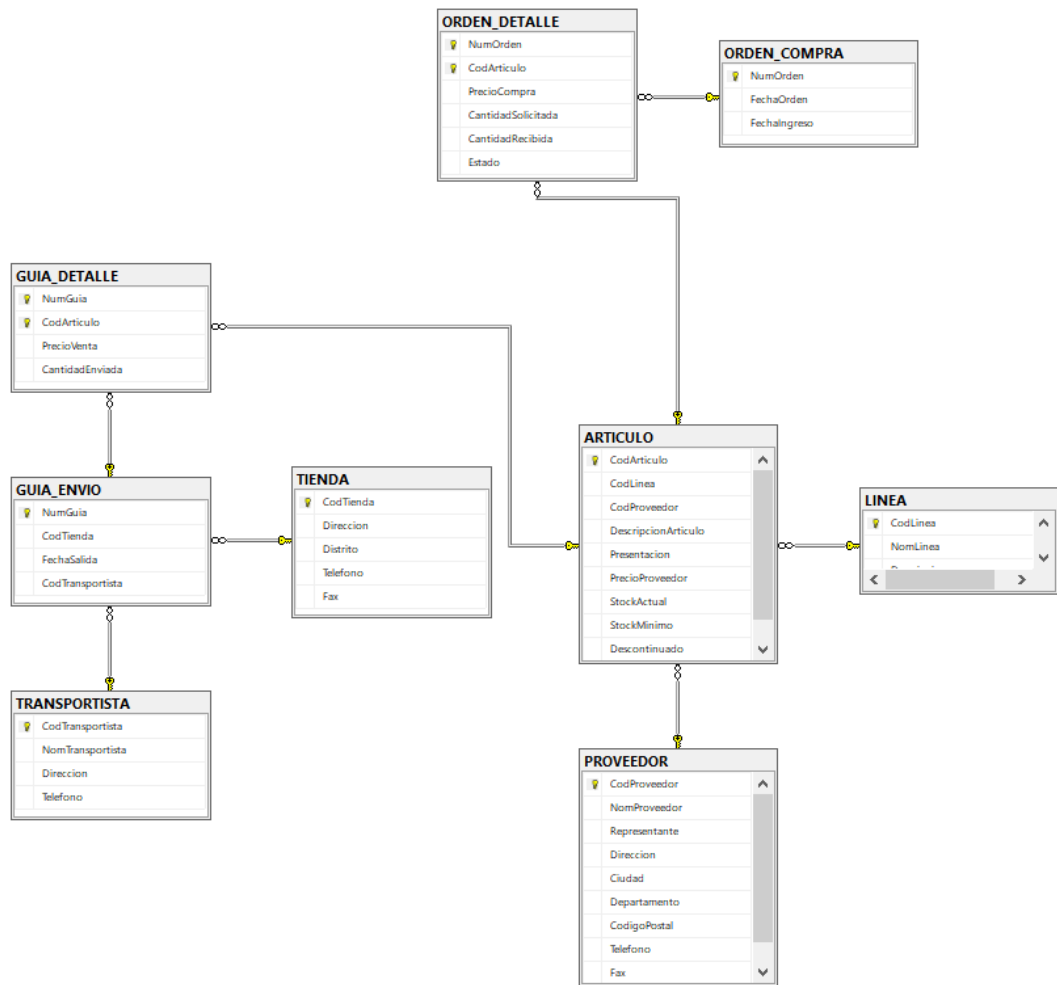 ORDEN_DETALLE
NumOrden
CodArticulo
PrecioCompra
CantidadSolicitada
CantidadRecibida
Estado
ORDEN_COMPRA
NumOrden
FechaOrden
FechaIngreso
GUIA_DETALLE
NumGuia
CodArticulo
PrecioVenta
CantidadEnviada
GUIA_ENVIO
NumGuia
CodTienda
FechaSalida
CodTransportista
TIENDA
CodTienda
Direccion
Distrito
Telefono
Fax
ARTICULO
CodArticulo
CodLinea
CodProveedor
DescripcionArticulo
Presentacion
PrecioProveedor
StockActual
StockMinimo
Descontinuado
LINEA
CodLinea
NomLinea
TRANSPORTISTA
CodTransportista
NomTransportista
Direccion
Telefono
PROVEEDOR
CodProveedor
NomProveedor
Representante
Direccion
Ciudad
Departamento
CodigoPostal
Telefono
Fax